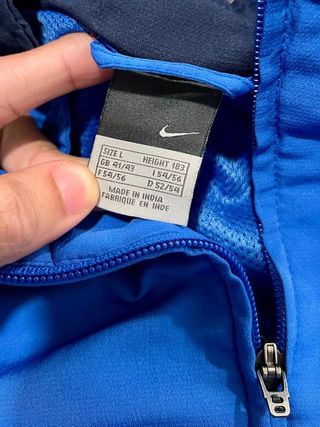 SIZE L HEIGHT 183
GB 41/43 I 54/56
F 54/56 D 52/54
MADE IN INDIA
FABRIQUE EN INDE